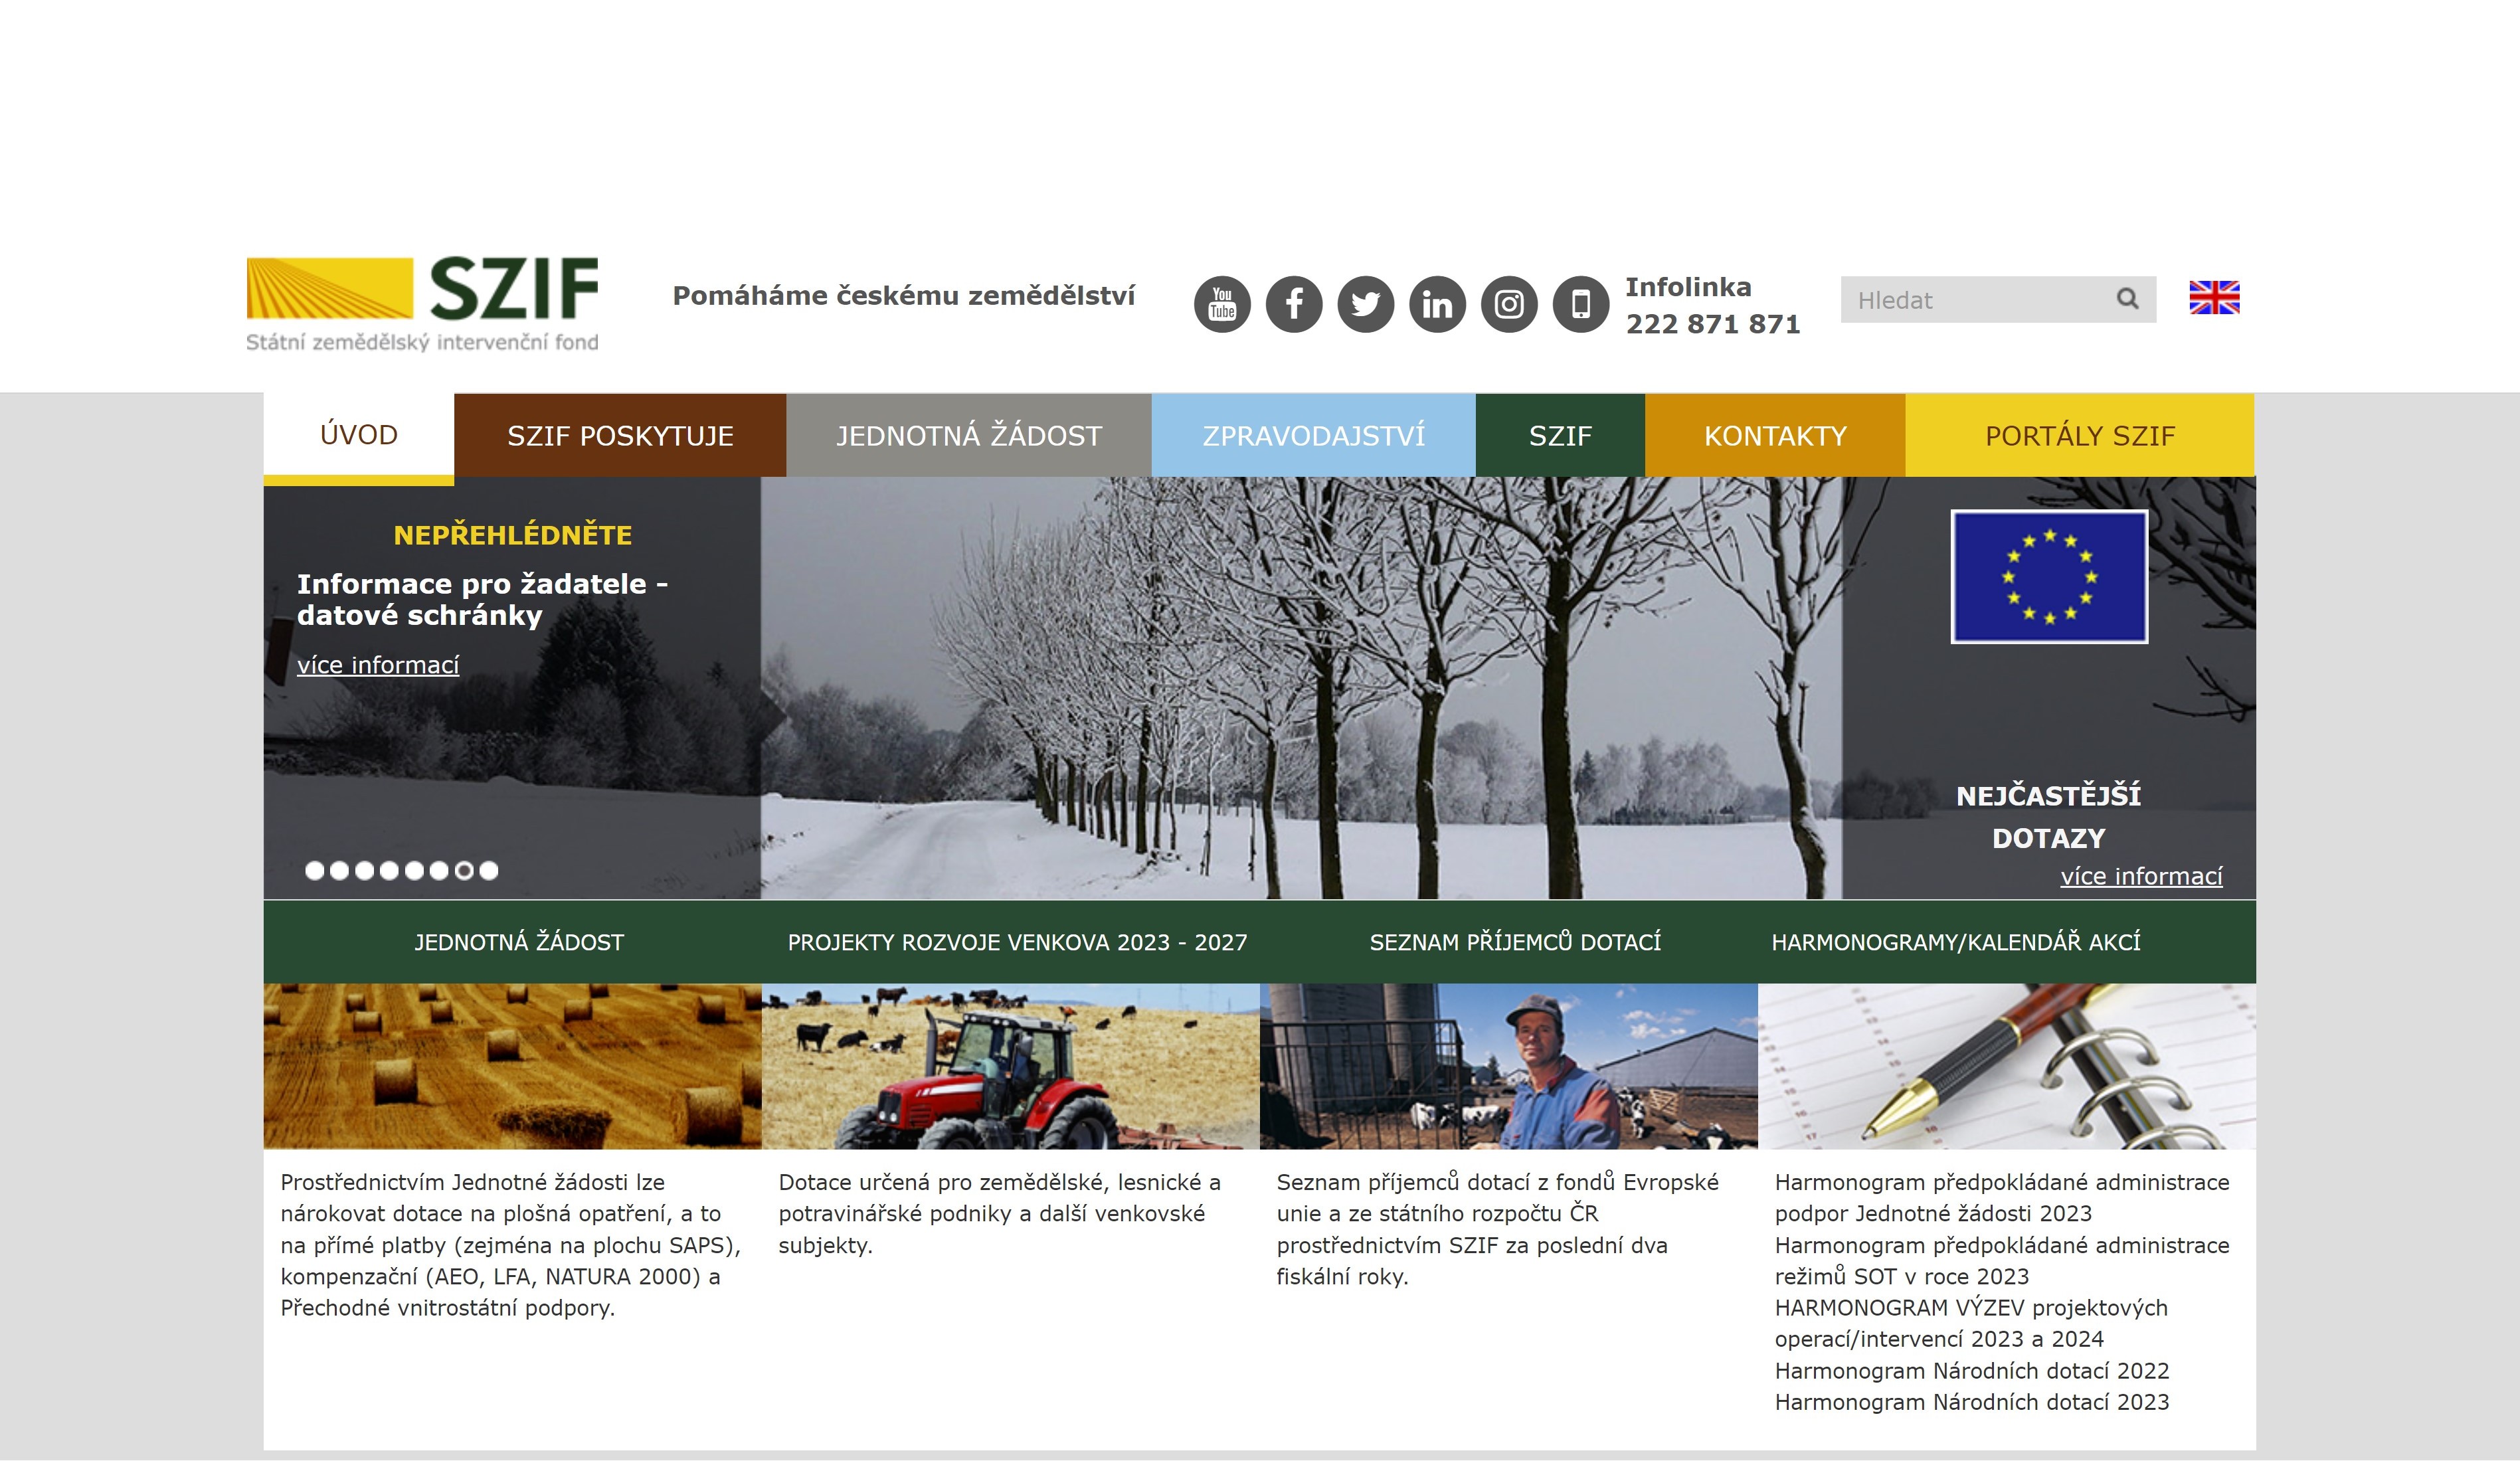 SZIF
Státní zemědělský intervenční fond
Pomáháme českému zemědělství
You
Tube
Infolinka
222 871 871
Hledat
ÚVOD
SZIF POSKYTUJE
JEDNOTNÁ ŽÁDOST
ZPRAVODAJSTVÍ
SZIF
KONTAKTY
PORTÁLY SZIF
NEPŘEHLÉDNĚTE
Informace pro žadatele -
datové schránky
více informací
NEJČASTĚJŠÍ
DOTAZY
více informací
JEDNOTNÁ ŽÁDOST
PROJEKTY ROZVOJE VENKOVA 2023 - 2027
SEZNAM PŘÍJEMCŮ DOTACÍ
HARMONOGRAMY/KALENDÁŘ AKCÍ
Prostřednictvím Jednotné žádosti lze
nárokovat dotace na plošná opatření, a to
na přímé platby (zejména na plochu SAPS),
kompenzační (AEO, LFA, NATURA 2000) a
Přechodné vnitrostátní podpory.
Dotace určená pro zemědělské, lesnické a
potravinářské podniky a další venkovské
subjekty.
Seznam příjemců dotací z fondů Evropské
unie a ze státního rozpočtu ČR
prostřednictvím SZIF za poslední dva
fiskální roky.
Harmonogram předpokládané administrace
podpor Jednotné žádosti 2023
Harmonogram předpokládané administrace
režimů SOT v roce 2023
HARMONOGRAM VÝZEV projektových
operací/intervencí 2023 a 2024
Harmonogram Národních dotací 2022
Harmonogram Národních dotací 2023